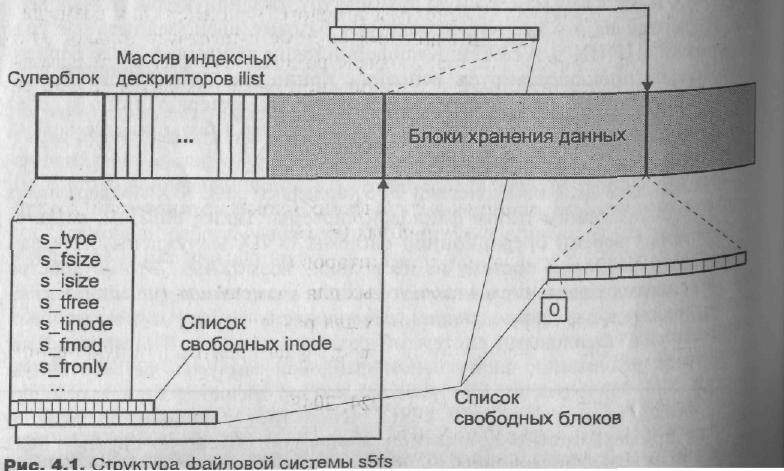 Суперблок
Массив индексных
дескрипторов ilist
...
Блоки хранения данных
s_type
s_fsize
s_isize
s_tfree
s_tinode
s_fmod
s_fronly
...
Список
свободных inode
0
Список
свободных блоков
Рис. 4.1. Структура файловой системы s5fs